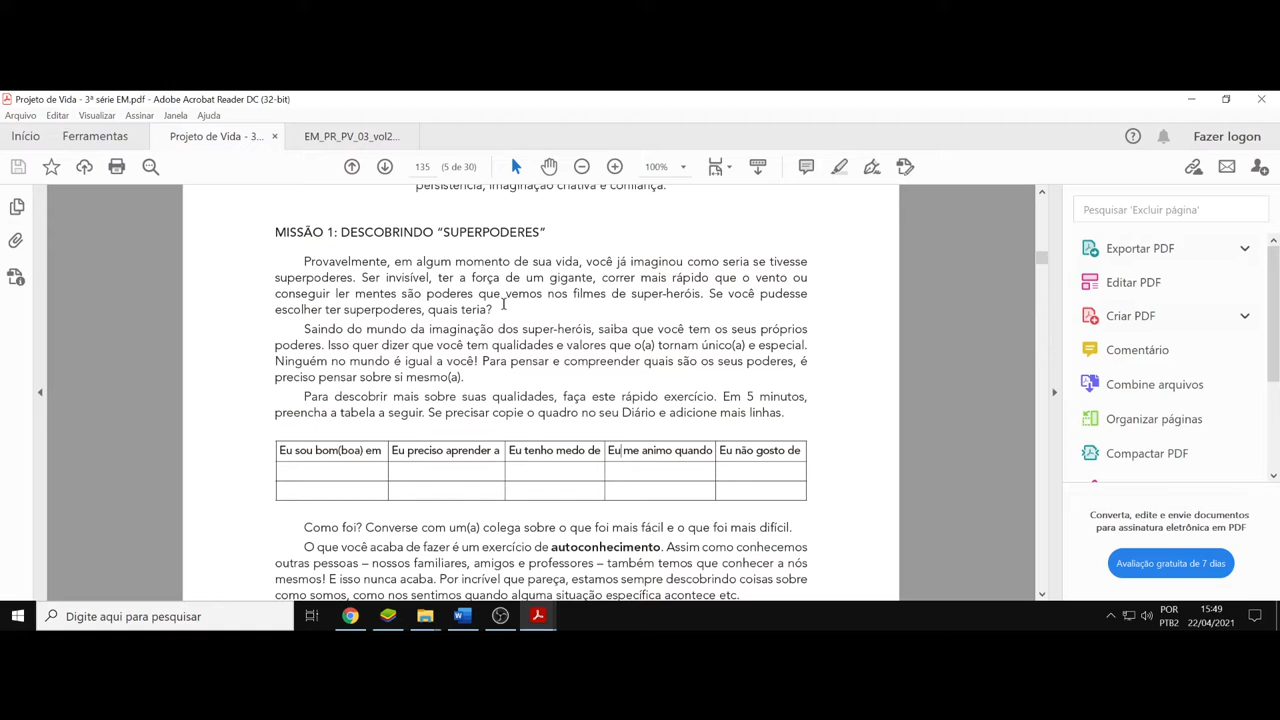 Projeto de Vida - 3ª série EM.pdf - Adobe Acrobat Reader DC (32-bit)
Arquivo Editar Visualizar Assinar Janela Ajuda
Início Ferramentas Projeto de Vida - 3... × EM_PR_PV_03_vol2... Fazer logon
135 (5 de 30) 100%
persistência, imaginação criativa e confiança.
MISSÃO 1: DESCOBRINDO “SUPERPODERES”
Provavelmente, em algum momento de sua vida, você já imaginou como seria se tivesse
superpoderes. Ser invisível, ter a força de um gigante, correr mais rápido que o vento ou
conseguir ler mentes são poderes que vemos nos filmes de super-heróis. Se você pudesse
escolher ter superpoderes, quais teria?
Saindo do mundo da imaginação dos super-heróis, saiba que você tem os seus próprios
poderes. Isso quer dizer que você tem qualidades e valores que o(a) tornam único(a) e especial.
Ninguém no mundo é igual a você! Para pensar e compreender quais são os seus poderes, é
preciso pensar sobre si mesmo(a).
Para descobrir mais sobre suas qualidades, faça este rápido exercício. Em 5 minutos,
preencha a tabela a seguir. Se precisar copie o quadro no seu Diário e adicione mais linhas.
Eu sou bom(boa) em Eu preciso aprender a Eu tenho medo de Eu me animo quando Eu não gosto de
Como foi? Converse com um(a) colega sobre o que foi mais fácil e o que foi mais difícil.
O que você acaba de fazer é um exercício de autoconhecimento. Assim como conhecemos
outras pessoas – nossos familiares, amigos e professores – também temos que conhecer a nós
mesmos! E isso nunca acaba. Por incrível que pareça, estamos sempre descobrindo coisas sobre
como somos, como nos sentimos quando alguma situação específica acontece etc.
Pesquisar 'Excluir página'
Exportar PDF
Editar PDF
Criar PDF
Comentário
Combine arquivos
Organizar páginas
Compactar PDF
Converta, edite e envie documentos
para assinatura eletrônica em PDF
Avaliação gratuita de 7 dias
Digite aqui para pesquisar
POR
PTB2
15:49
22/04/2021